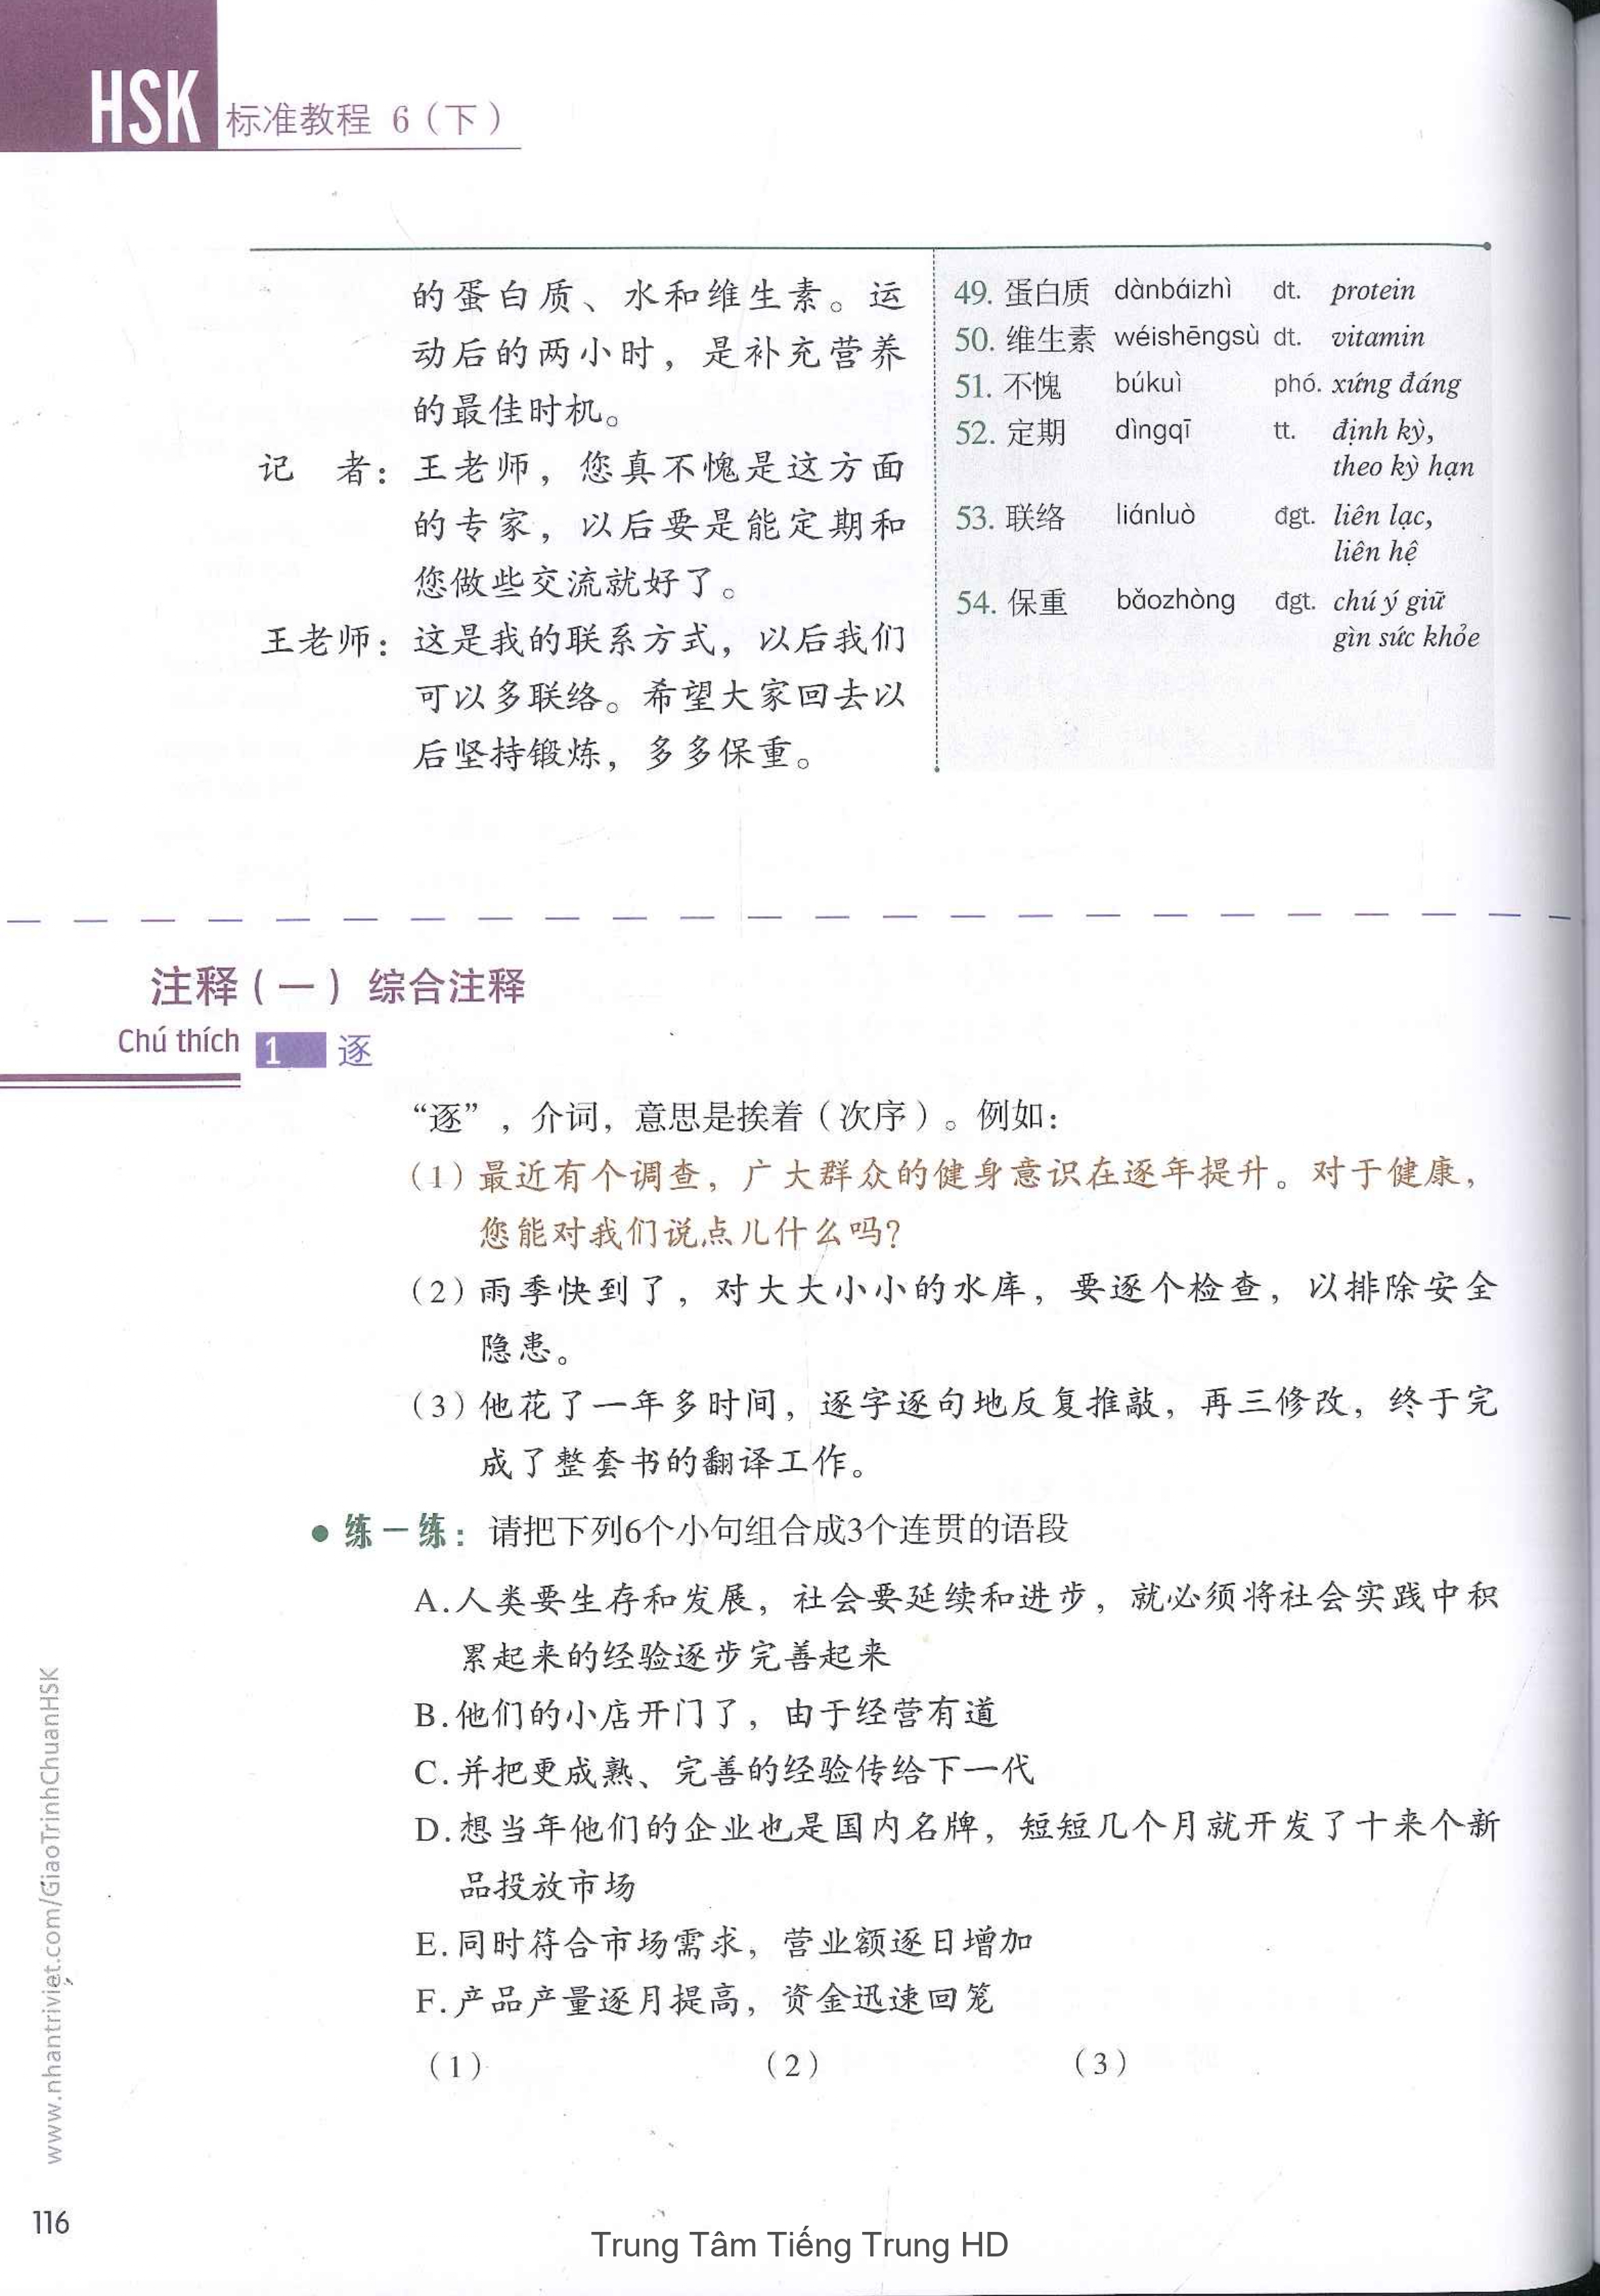 HSK 标准教程 6（下）
的蛋白质、水和维生素。运
动后的两小时，是补充营养
的最佳时机。
记　者：王老师，您真不愧是这方面
的专家，以后要是能定期和
您做些交流就好了。
王老师：这是我的联系方式，以后我们
可以多联络。希望大家回去以
后坚持锻炼，多多保重。
49. 蛋白质 dànbáizhì dt. protein
50. 维生素 wéishēngsù dt. vitamin
51. 不愧 búkuì phó. xứng đáng
52. 定期 dìngqī tt. định kỳ,
theo kỳ hạn
53. 联络 liánluò đgt. liên lạc,
liên hệ
54. 保重 bǎozhòng đgt. chú ý giữ
gìn sức khỏe
注释（一）综合注释
Chú thích
1 逐
“逐”，介词，意思是挨着（次序）。例如：
（1）最近有个调查，广大群众的健身意识在逐年提升。对于健康，
您能对我们说点儿什么吗？
（2）雨季快到了，对大大小小的水库，要逐个检查，以排除安全
隐患。
（3）他花了一年多时间，逐字逐句地反复推敲，再三修改，终于完
成了整套书的翻译工作。
● 练一练：请把下列6个小句组合成3个连贯的语段
A.人类要生存和发展，社会要延续和进步，就必须将社会实践中积
累起来的经验逐步完善起来
B.他们的小店开门了，由于经营有道
C.并把更成熟、完善的经验传给下一代
D.想当年他们的企业也是国内名牌，短短几个月就开发了十来个新
品投放市场
E.同时符合市场需求，营业额逐日增加
F.产品产量逐月提高，资金迅速回笼
（1） （2） （3）
www.nhantriviet.com/GiaoTrinhChuanHSK
116
Trung Tâm Tiếng Trung HD